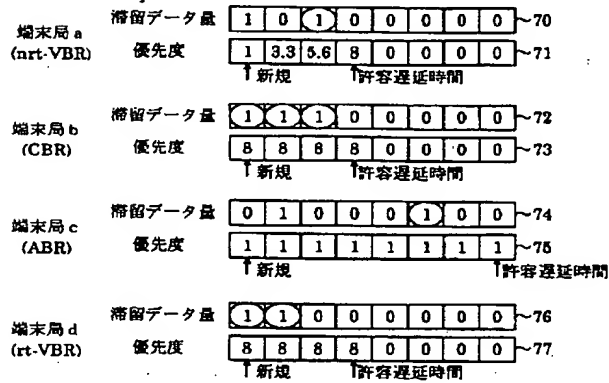 端末局 a 滞留データ量 1 0 1 0 0 0 0 0 ~70
(nrt-VBR) 優先度 1 3.3 5.6 8 0 0 0 0 ~71
↑新規 ↑許容遅延時間
端末局 b 滞留データ量 1 1 1 0 0 0 0 0 ~72
(CBR) 優先度 8 8 8 8 0 0 0 0 ~73
↑新規 ↑許容遅延時間
端末局 c 滞留データ量 0 1 0 0 0 1 0 0 ~74
(ABR) 優先度 1 1 1 1 1 1 1 1 ~75
↑新規 ↑許容遅延時間
端末局 d 滞留データ量 1 1 0 0 0 0 0 0 ~76
(rt-VBR) 優先度 8 8 8 8 0 0 0 0 ~77
↑新規 ↑許容遅延時間